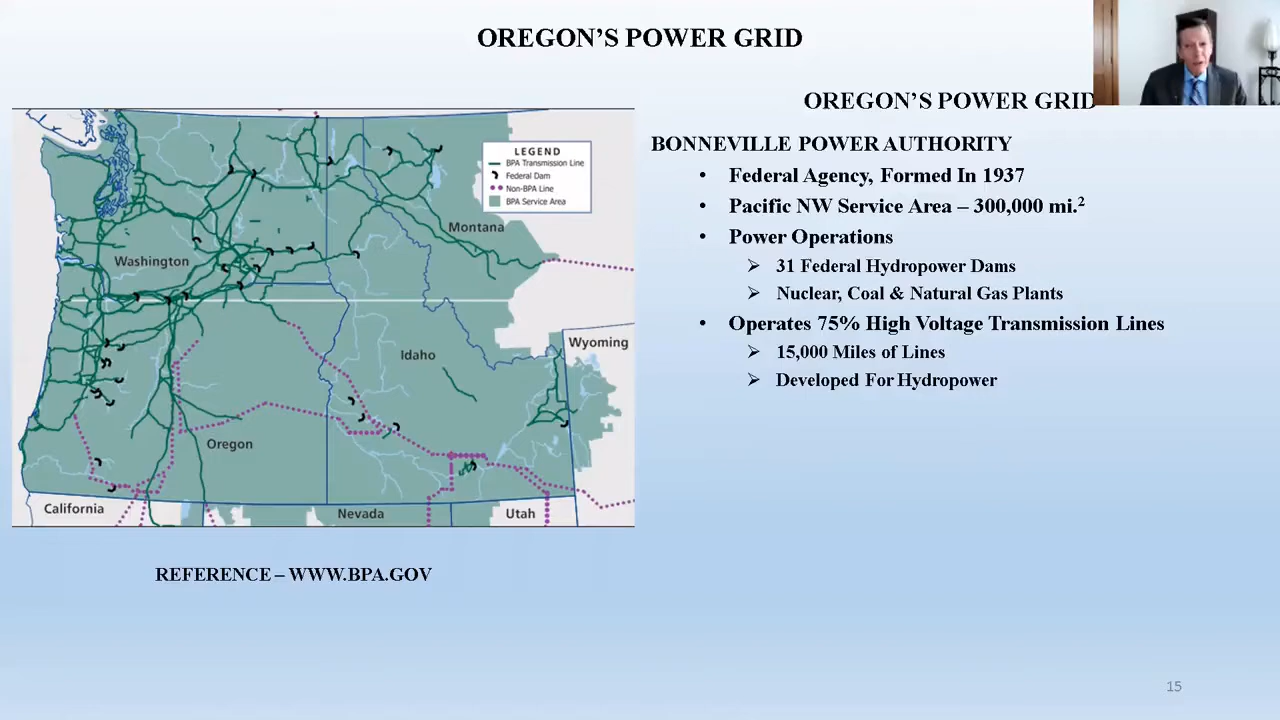 OREGON’S POWER GRID
OREGON’S POWER GRID
BONNEVILLE POWER AUTHORITY
• Federal Agency, Formed In 1937
• Pacific NW Service Area – 300,000 mi.²
• Power Operations
➢ 31 Federal Hydropower Dams
➢ Nuclear, Coal & Natural Gas Plants
• Operates 75% High Voltage Transmission Lines
➢ 15,000 Miles of Lines
➢ Developed For Hydropower
LEGEND
BPA Transmission Line
Federal Dam
Non-BPA Line
BPA Service Area
Montana
Washington
Wyoming
Idaho
Oregon
California
Nevada
Utah
REFERENCE – WWW.BPA.GOV
15